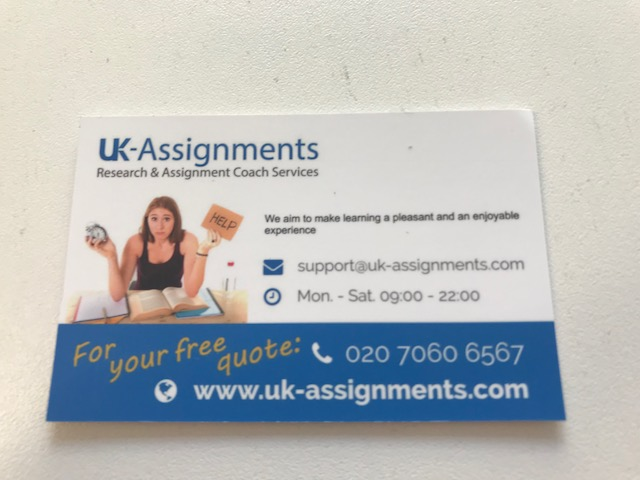 UK-Assignments
Research & Assignment Coach Services
HELP
We aim to make learning a pleasant and an enjoyable
experience
support@uk-assignments.com
Mon. - Sat. 09:00 - 22:00
For your free quote: 020 7060 6567
www.uk-assignments.com